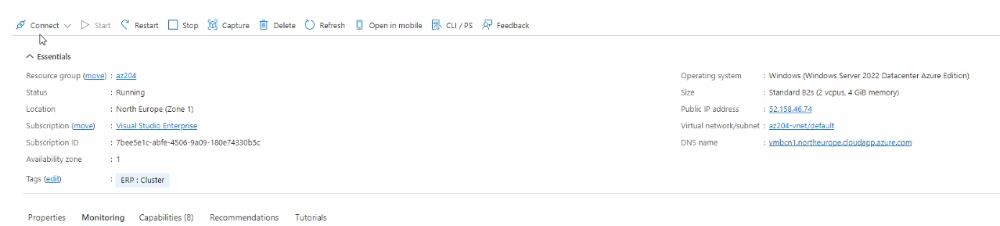 Connect Start Restart Stop Capture Delete Refresh Open in mobile CLI / PS Feedback
Essentials
Resource group (move) : az204
Status : Running
Location : North Europe (Zone 1)
Subscription (move) : Visual Studio Enterprise
Subscription ID : 7bee5e1c-abfe-4506-9a09-180e74330b5c
Availability zone : 1
Tags (edit) : ERP : Cluster
Operating system : Windows (Windows Server 2022 Datacenter Azure Edition)
Size : Standard B2s (2 vcpus, 4 GiB memory)
Public IP address : 52.158.46.74
Virtual network/subnet : az204-vnet/default
DNS name : vmbcn1.northeurope.cloudapp.azure.com
Properties Monitoring Capabilities (8) Recommendations Tutorials